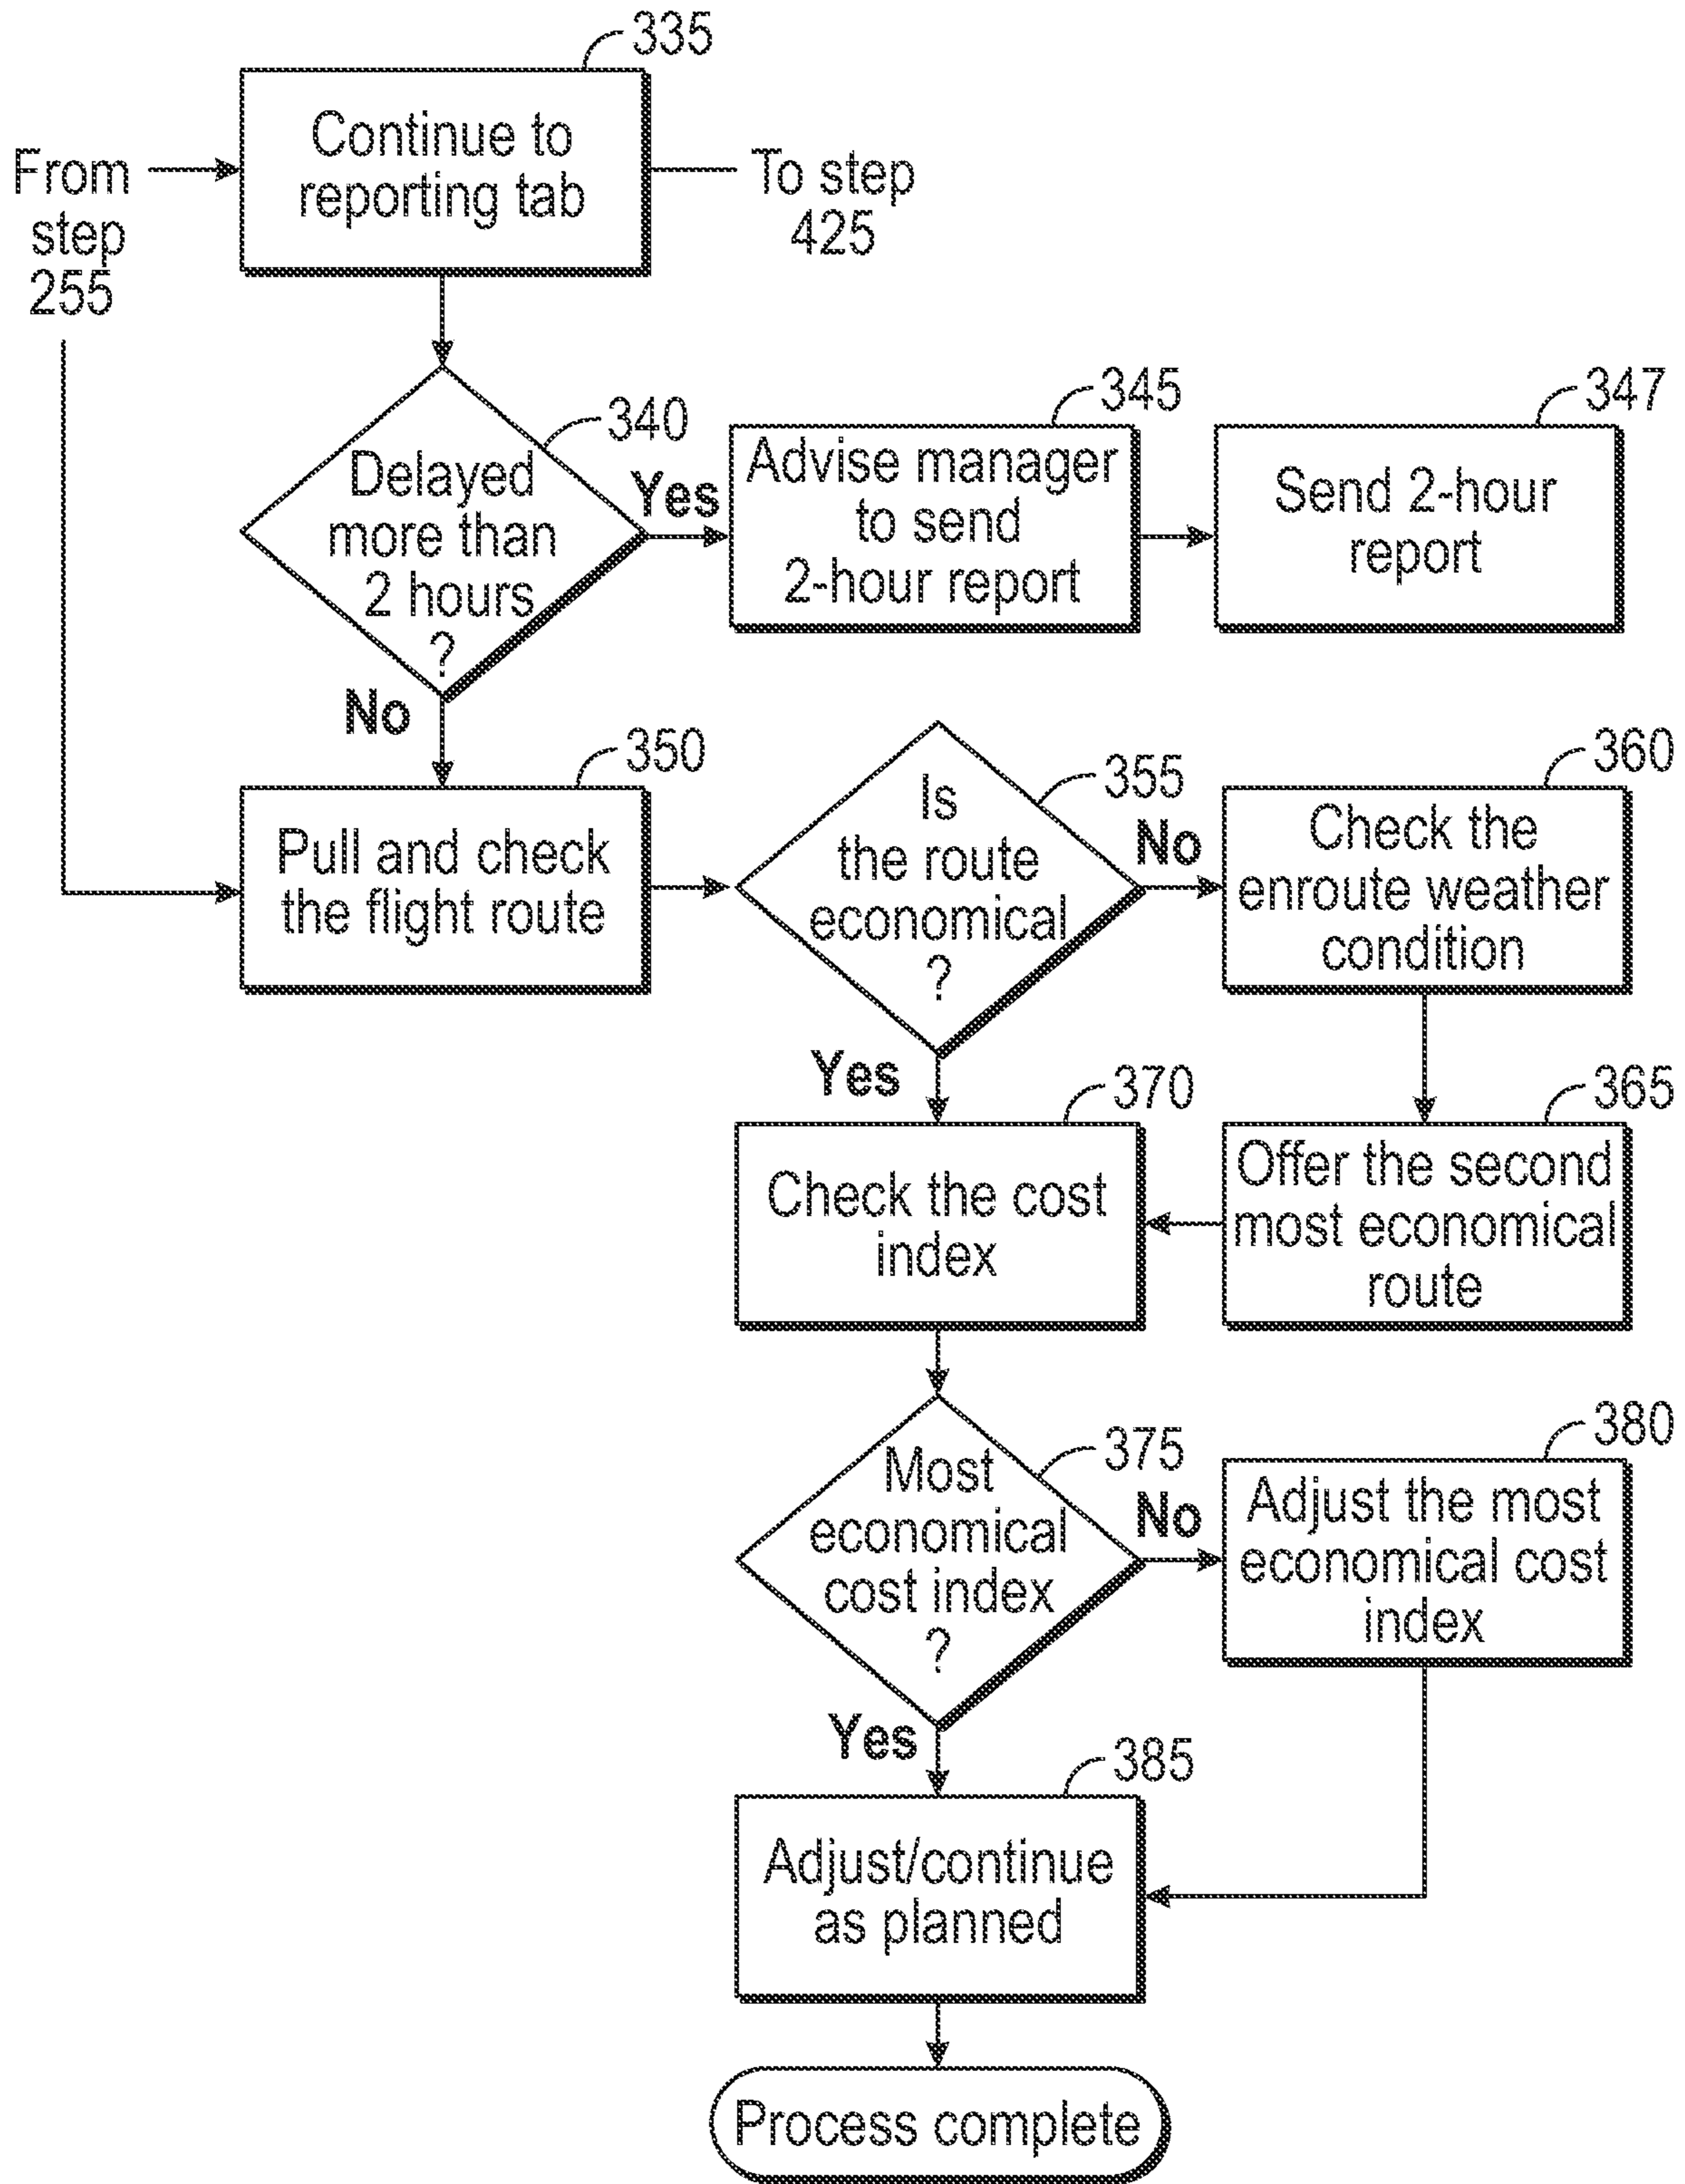 335
Continue to
reporting tab
From
step
255
To step
425
340
Delayed
more than
2 hours
?
Yes
No
345
Advise manager
to send
2-hour report
347
Send 2-hour
report
350
Pull and check
the flight route
355
Is
the route
economical
?
No
Yes
360
Check the
enroute weather
condition
365
Offer the second
most economical
route
370
Check the cost
index
375
Most
economical
cost index
?
No
Yes
380
Adjust the most
economical cost
index
385
Adjust/continue
as planned
Process complete